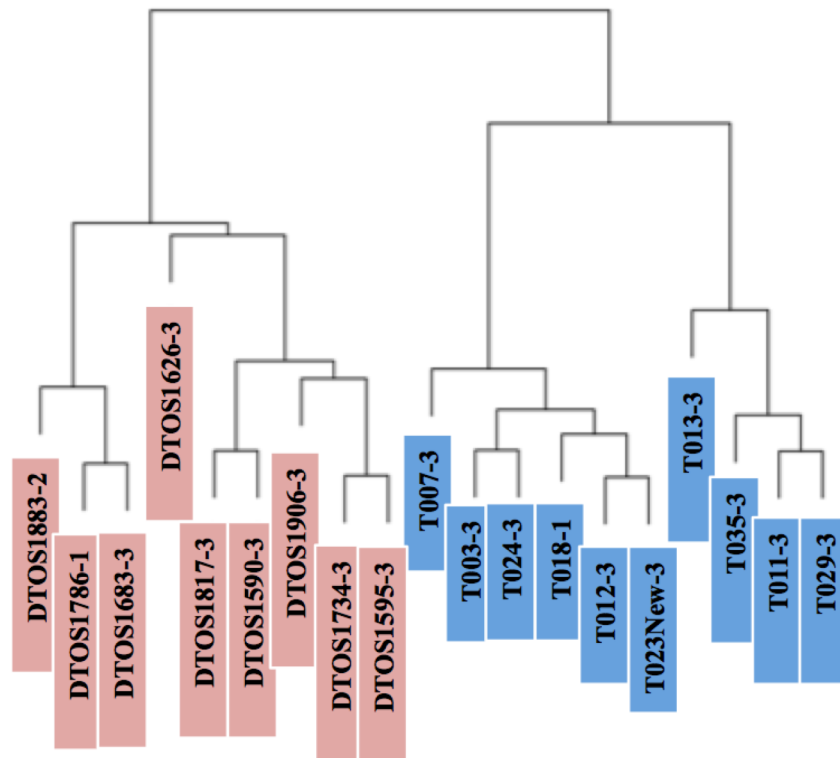 DTOS1883-2
DTOS1786-1
DTOS1683-3
DTOS1626-3
DTOS1817-3
DTOS1590-3
DTOS1906-3
DTOS1734-3
DTOS1595-3
T007-3
T003-3
T024-3
T018-1
T012-3
T023New-3
T013-3
T035-3
T011-3
T029-3